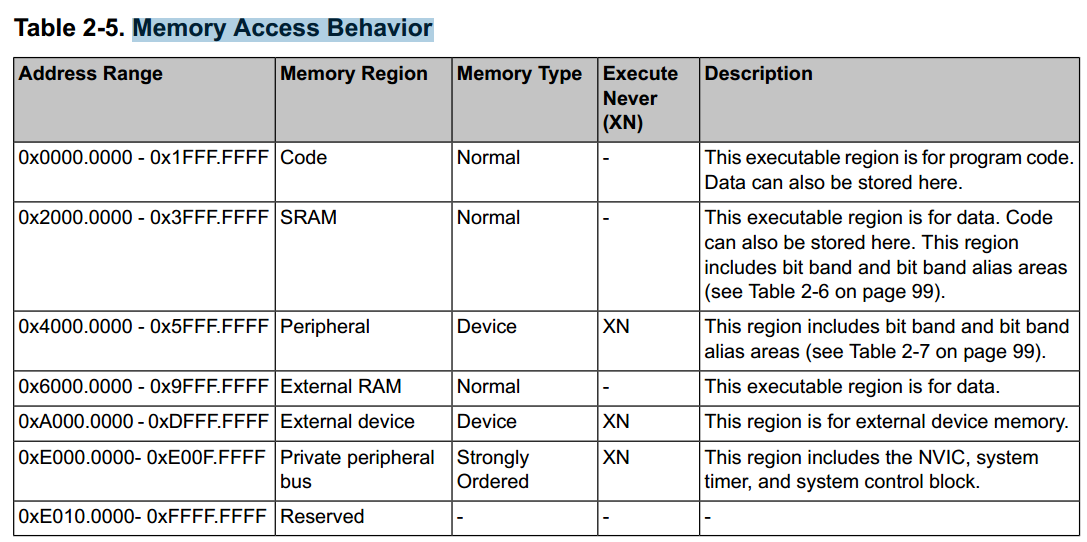 Table 2-5. Memory Access Behavior
Address Range Memory Region Memory Type Execute Never (XN) Description
0x0000.0000 - 0x1FFF.FFFF Code Normal - This executable region is for program code.
Data can also be stored here.
0x2000.0000 - 0x3FFF.FFFF SRAM Normal - This executable region is for data. Code
can also be stored here. This region
includes bit band and bit band alias areas
(see Table 2-6 on page 99).
0x4000.0000 - 0x5FFF.FFFF Peripheral Device XN This region includes bit band and bit band
alias areas (see Table 2-7 on page 99).
0x6000.0000 - 0x9FFF.FFFF External RAM Normal - This executable region is for data.
0xA000.0000 - 0xDFFF.FFFF External device Device XN This region is for external device memory.
0xE000.0000- 0xE00F.FFFF Private peripheral bus Strongly Ordered XN This region includes the NVIC, system
timer, and system control block.
0xE010.0000- 0xFFFF.FFFF Reserved - - -